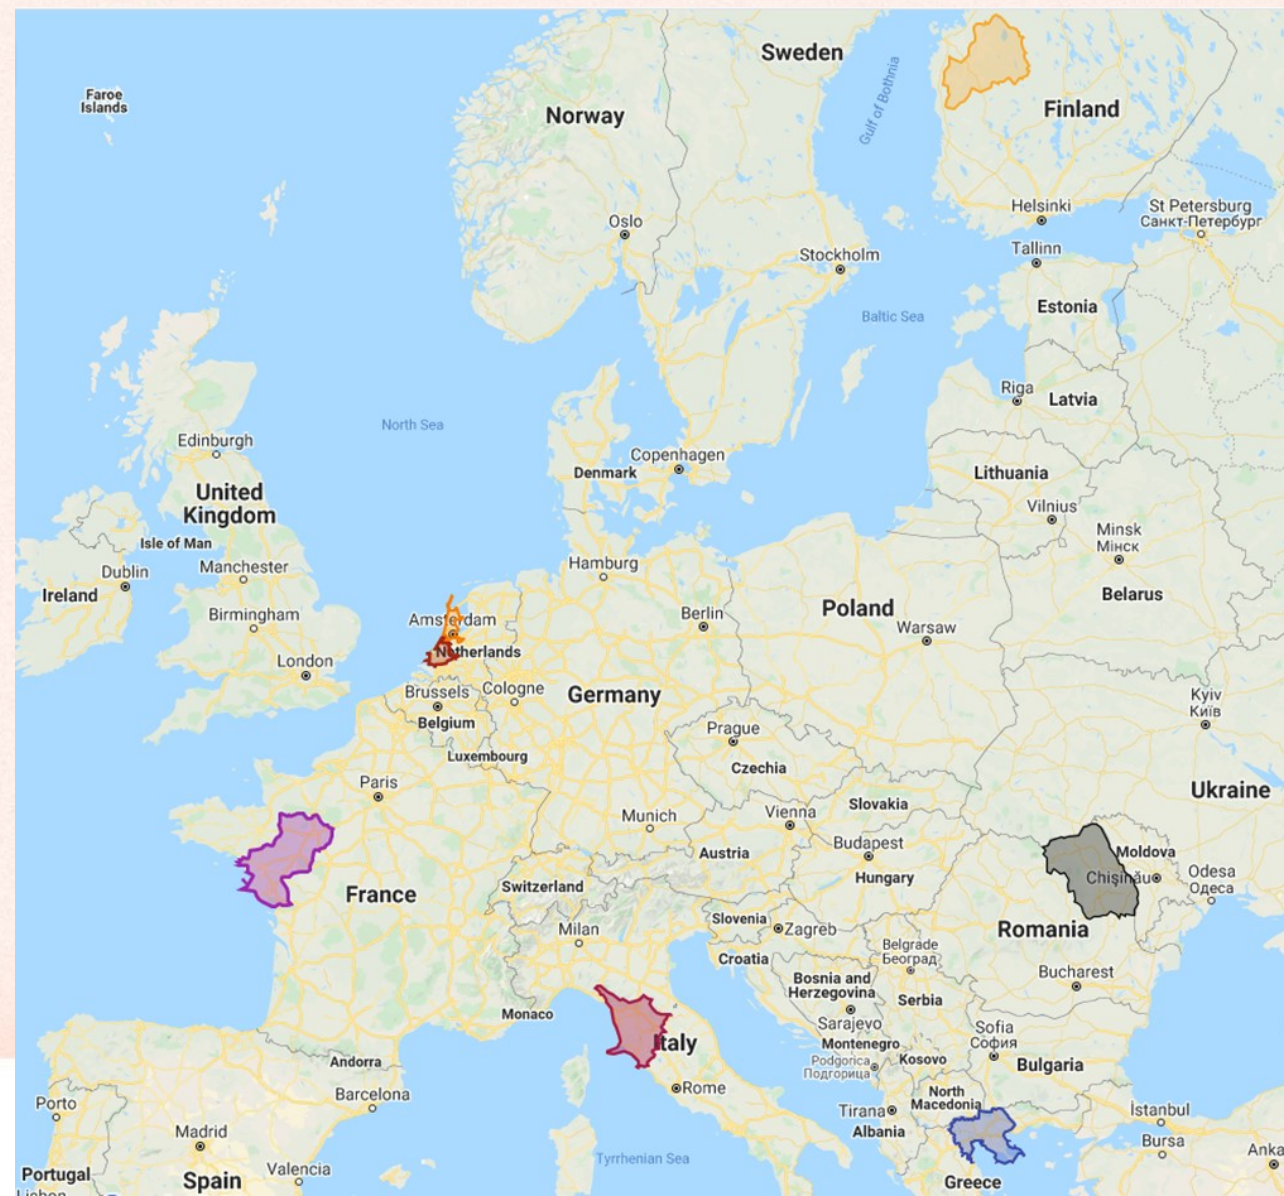 Sweden
Faroe
Islands
Norway
Gulf of Bothnia
Finland
Helsinki
St Petersburg
Санкт-Петербург
Oslo
Tallinn
Stockholm
Estonia
Baltic Sea
Riga
Latvia
North Sea
Edinburgh
Copenhagen
Denmark
Lithuania
United
Kingdom
Vilnius
Minsk
Мінск
Isle of Man
Dublin
Manchester
Hamburg
Ireland
Belarus
Birmingham
Amsterdam
Berlin
Poland
Warsaw
Netherlands
London
Brussels
Cologne
Germany
Kyiv
Київ
Belgium
Prague
Luxembourg
Czechia
Paris
Ukraine
Slovakia
Munich
Vienna
Budapest
Austria
Moldova
Hungary
Chișinău
Odesa
Одеса
Switzerland
France
Slovenia
Zagreb
Romania
Milan
Croatia
Belgrade
Београд
Bosnia and
Herzegovina
Bucharest
Serbia
Monaco
Sarajevo
Italy
Sofia
София
Montenegro
Kosovo
Podgorica
Подгорица
Bulgaria
Andorra
Rome
North
Macedonia
Barcelona
Porto
Tirana
İstanbul
Madrid
Albania
Bursa
Anka
Tyrrhenian Sea
Portugal
Valencia
Spain
Greece
Lisbon